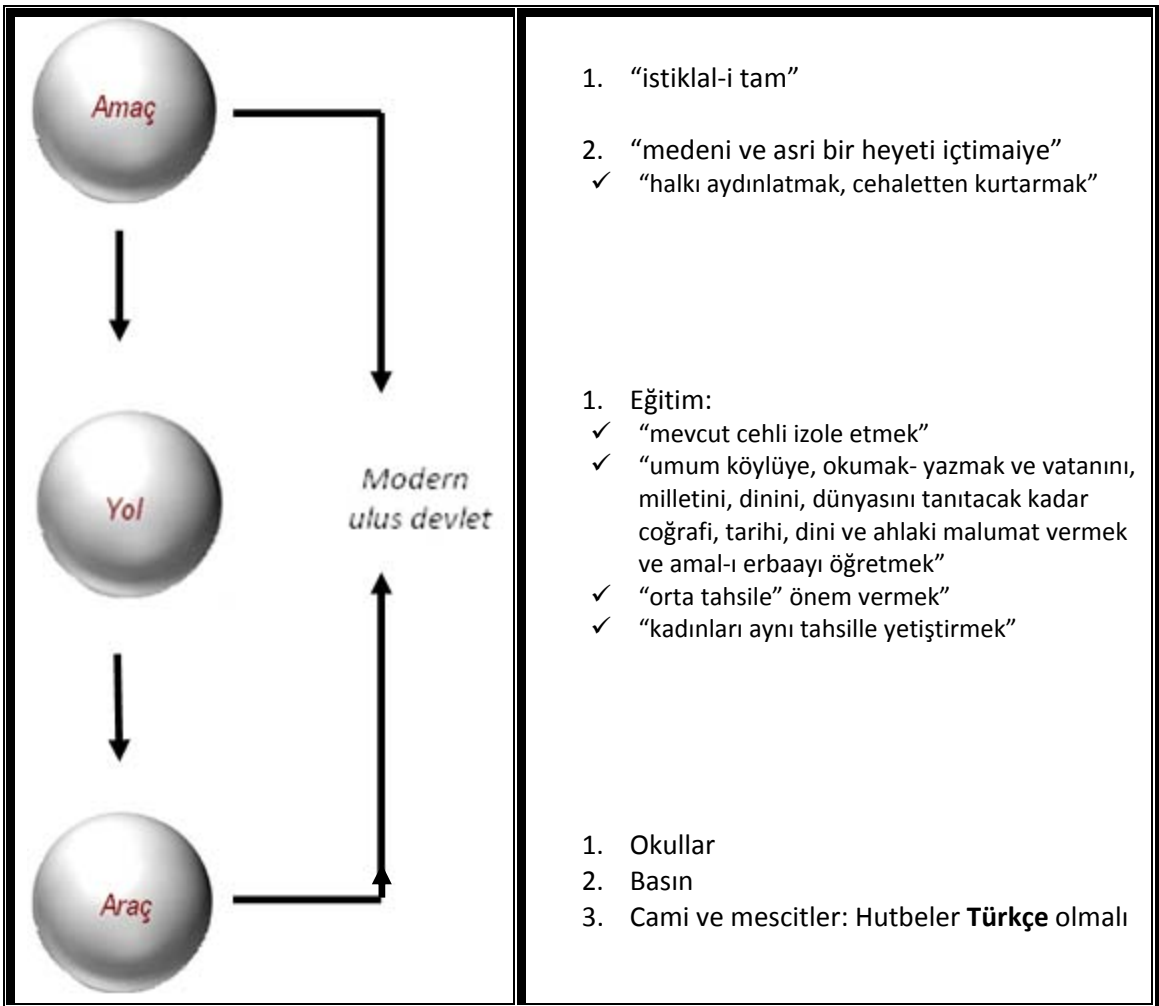 Amaç
Yol
Araç
Modern
ulus devlet
1. “istiklal-i tam”
2. “medeni ve asri bir heyeti içtimaiye”
✓ “halkı aydınlatmak, cehaletten kurtarmak”
1. Eğitim:
✓ “mevcut cehli izole etmek”
✓ “umum köylüye, okumak- yazmak ve vatanını,
milletini, dinini, dünyasını tanıtacak kadar
coğrafi, tarihi, dini ve ahlaki malumat vermek
ve amal-ı erbaayı öğretmek”
✓ “orta tahsile” önem vermek”
✓ “kadınları aynı tahsille yetiştirmek”
1. Okullar
2. Basın
3. Cami ve mescitler: Hutbeler Türkçe olmalı